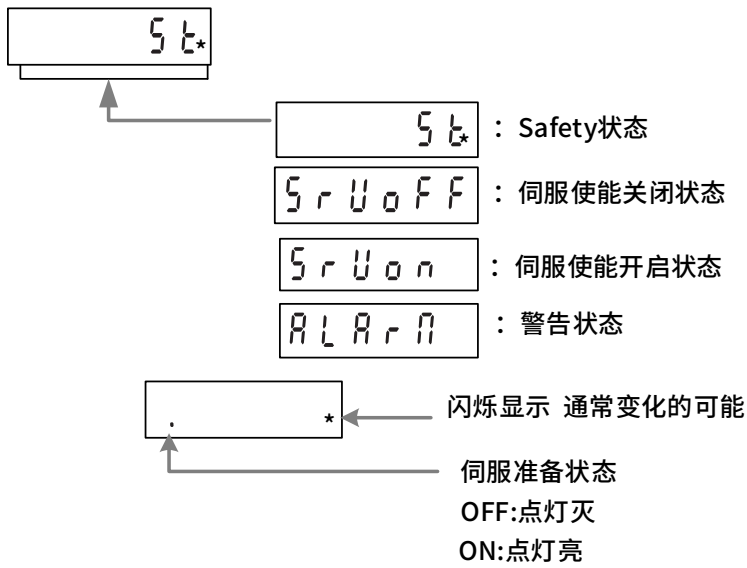 St*
St* : Safety状态
SrUoFF : 伺服使能关闭状态
SrUon : 伺服使能开启状态
ALArM : 警告状态
. * 闪烁显示 通常变化的可能
伺服准备状态
OFF:点灯灭
ON:点灯亮